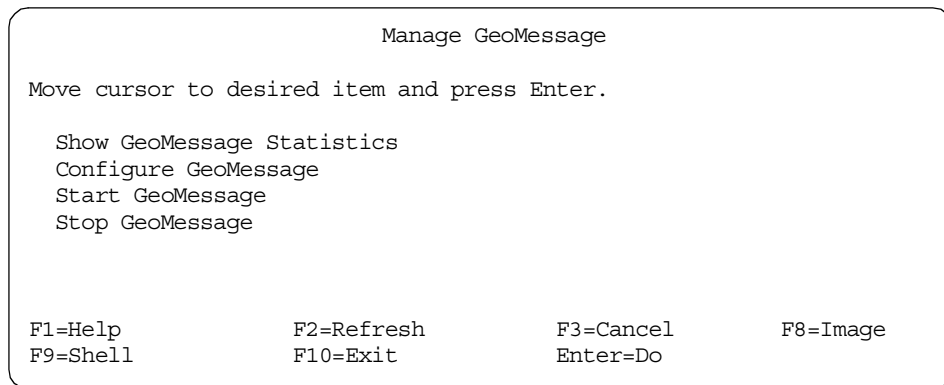 Manage GeoMessage
Move cursor to desired item and press Enter.
Show GeoMessage Statistics
Configure GeoMessage
Start GeoMessage
Stop GeoMessage
F1=Help F2=Refresh F3=Cancel F8=Image
F9=Shell F10=Exit Enter=Do